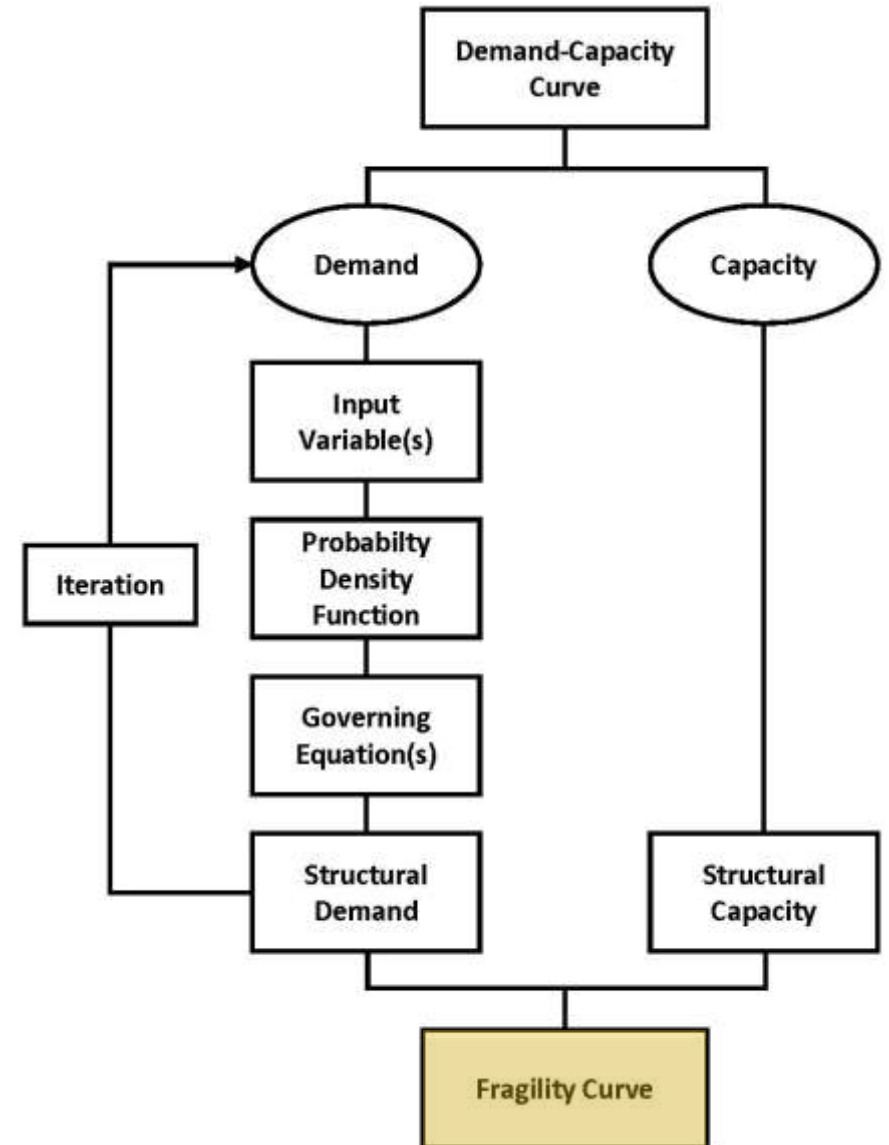 Demand-Capacity
Curve
Demand
Capacity
Input
Variable(s)
Probabilty
Density
Function
Iteration
Governing
Equation(s)
Structural
Demand
Structural
Capacity
Fragility Curve